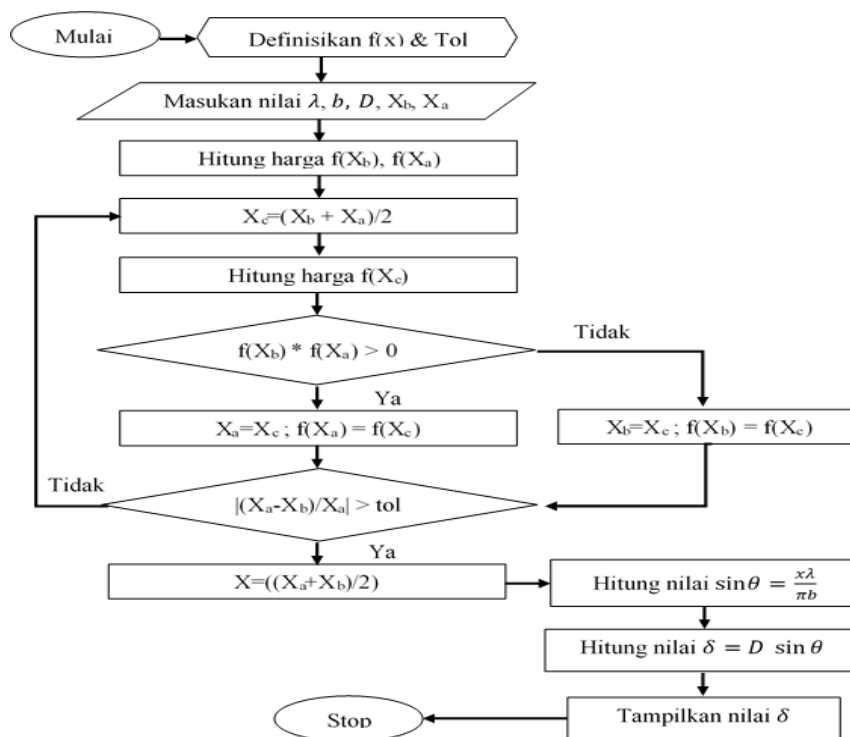 Mulai
Definisikan f(x) & Tol
Masukan nilai λ, b, D, X_b, X_a
Hitung harga f(X_b), f(X_a)
X_c=(X_b + X_a)/2
Hitung harga f(X_c)
f(X_b) * f(X_a) > 0
Tidak
Ya
X_a=X_c ; f(X_a) = f(X_c)
X_b=X_c ; f(X_b) = f(X_c)
Tidak
|(X_a-X_b)/X_a| > tol
Ya
X=((X_a+X_b)/2)
Hitung nilai sin θ = xλ/πb
Hitung nilai δ = D sin θ
Tampilkan nilai δ
Stop